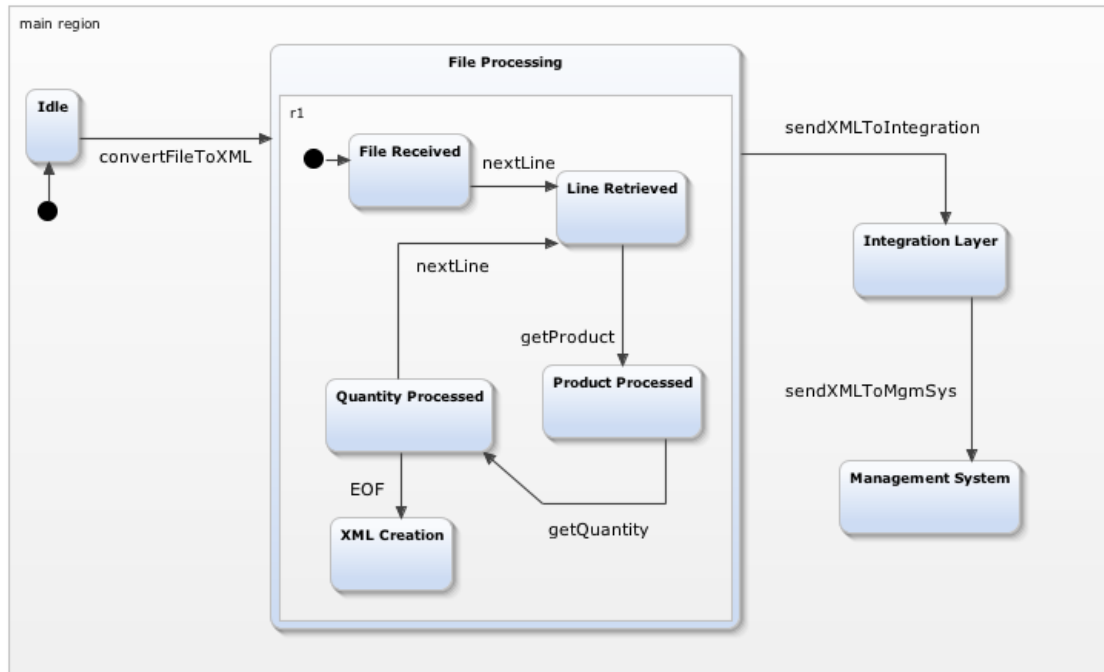 main region
File Processing
Idle
r1
convertFileToXML
File Received
nextLine
Line Retrieved
sendXMLToIntegration
Integration Layer
nextLine
getProduct
Quantity Processed
Product Processed
sendXMLToMgmSys
EOF
getQuantity
XML Creation
Management System